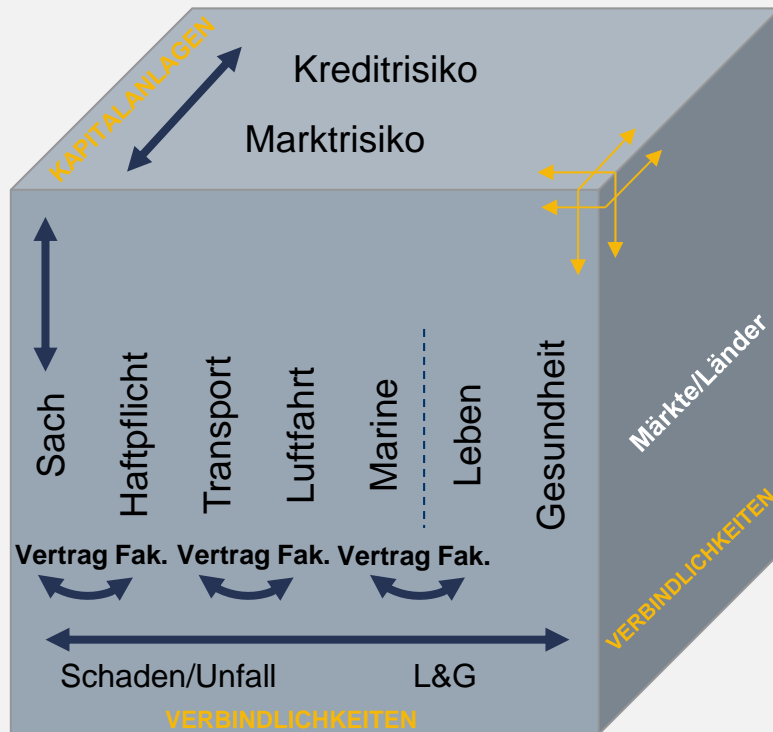 KAPITALANLAGEN
Kreditrisiko
Marktrisiko
Sach
Haftpflicht
Transport
Luftfahrt
Marine
Leben
Gesundheit
Märkte/Länder
Vertrag Fak. Vertrag Fak. Vertrag Fak.
Schaden/Unfall L&G
VERBINDLICHKEITEN
VERBINDLICHKEITEN